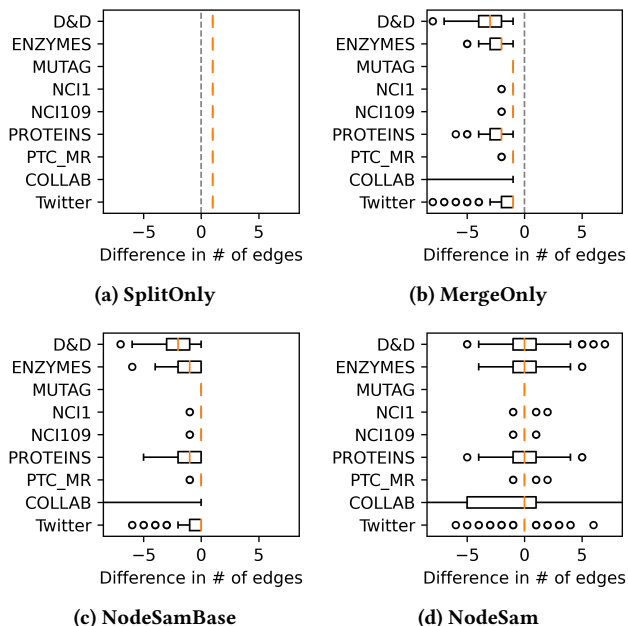 D&D
ENZYMES
MUTAG
NCI1
NCI109
PROTEINS
PTC_MR
COLLAB
Twitter
−5 0 5
Difference in # of edges
(a) SplitOnly
D&D
ENZYMES
MUTAG
NCI1
NCI109
PROTEINS
PTC_MR
COLLAB
Twitter
−5 0 5
Difference in # of edges
(b) MergeOnly
D&D
ENZYMES
MUTAG
NCI1
NCI109
PROTEINS
PTC_MR
COLLAB
Twitter
−5 0 5
Difference in # of edges
(c) NodeSamBase
D&D
ENZYMES
MUTAG
NCI1
NCI109
PROTEINS
PTC_MR
COLLAB
Twitter
−5 0 5
Difference in # of edges
(d) NodeSam